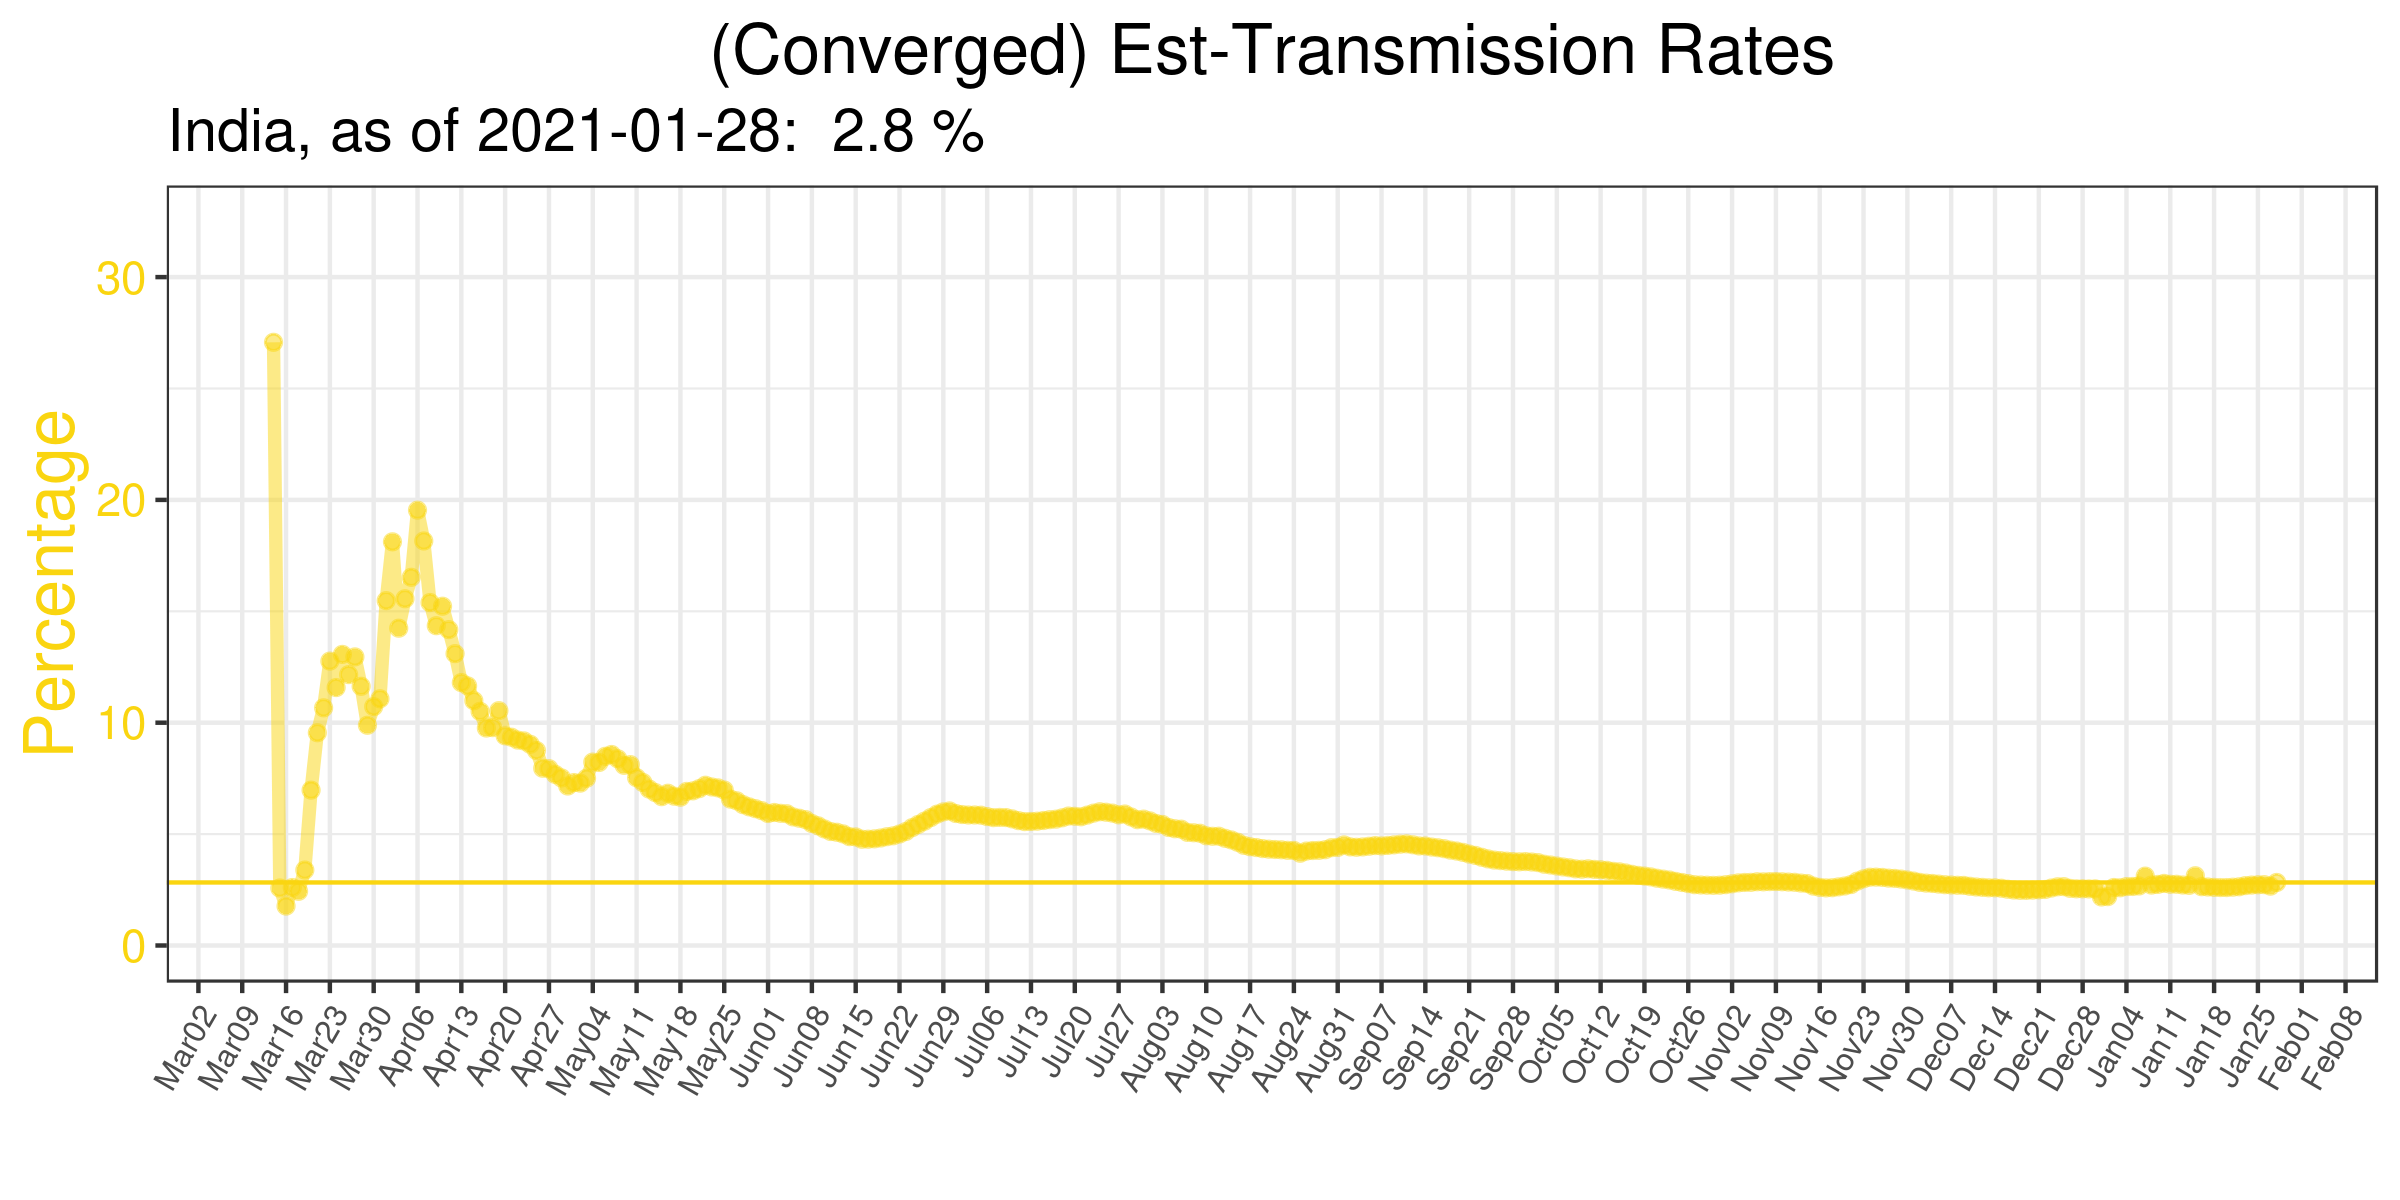 (Converged) Est-Transmission Rates
India, as of 2021-01-28:  2.8 %
Percentage
30
20
10
0
Mar02
Mar09
Mar16
Mar23
Mar30
Apr06
Apr13
Apr20
Apr27
May04
May11
May18
May25
Jun01
Jun08
Jun15
Jun22
Jun29
Jul06
Jul13
Jul20
Jul27
Aug03
Aug10
Aug17
Aug24
Aug31
Sep07
Sep14
Sep21
Sep28
Oct05
Oct12
Oct19
Oct26
Nov02
Nov09
Nov16
Nov23
Nov30
Dec07
Dec14
Dec21
Dec28
Jan04
Jan11
Jan18
Jan25
Feb01
Feb08